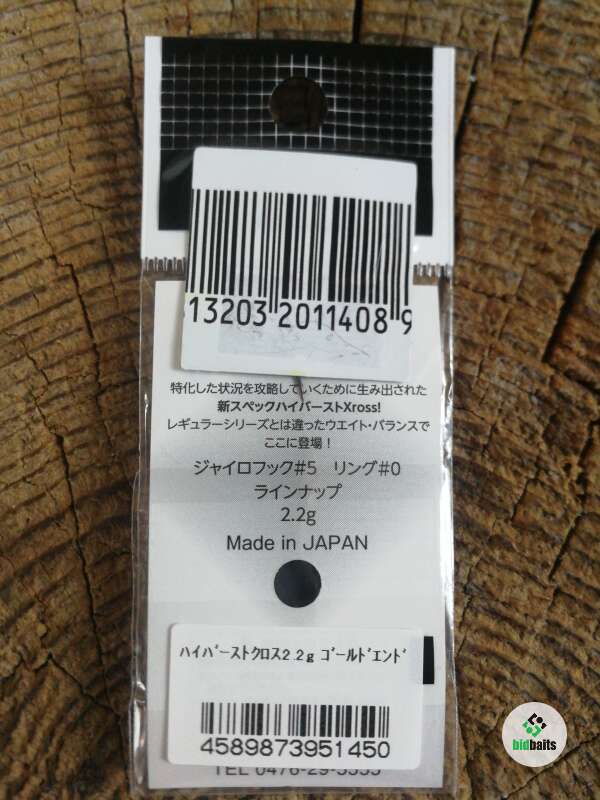 13203 2011408 9
特化した状況を攻略していくために生み出された
新スペックハイバーストXross!
レギュラーシリーズとは違ったウエイト・バランスで
ここに登場！
ジャイロフック#5 リング#0
ラインナップ
2.2g
Made in JAPAN
ﾊｲﾊﾞｰｽﾄｸﾛｽ2.2g ｺﾞｰﾙﾄﾞｴﾝﾄﾞ
4589873951450
TEL 0476-29-3333
bidbaits